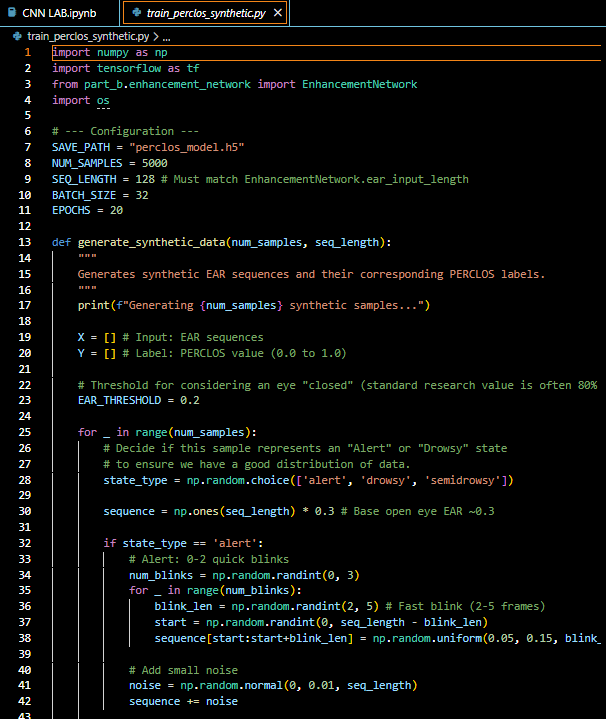 CNN LAB.ipynb
train_perclos_synthetic.py ×
train_perclos_synthetic.py > ...
1 import numpy as np
2 import tensorflow as tf
3 from part_b.enhancement_network import EnhancementNetwork
4 import os
5
6 # --- Configuration ---
7 SAVE_PATH = "perclos_model.h5"
8 NUM_SAMPLES = 5000
9 SEQ_LENGTH = 128 # Must match EnhancementNetwork.ear_input_length
10 BATCH_SIZE = 32
11 EPOCHS = 20
12
13 def generate_synthetic_data(num_samples, seq_length):
14 """
15 Generates synthetic EAR sequences and their corresponding PERCLOS labels.
16 """
17 print(f"Generating {num_samples} synthetic samples...")
18
19 X = [] # Input: EAR sequences
20 Y = [] # Label: PERCLOS value (0.0 to 1.0)
21
22 # Threshold for considering an eye "closed" (standard research value is often 80%
23 EAR_THRESHOLD = 0.2
24
25 for _ in range(num_samples):
26 # Decide if this sample represents an "Alert" or "Drowsy" state
27 # to ensure we have a good distribution of data.
28 state_type = np.random.choice(['alert', 'drowsy', 'semidrowsy'])
29
30 sequence = np.ones(seq_length) * 0.3 # Base open eye EAR ~0.3
31
32 if state_type == 'alert':
33 # Alert: 0-2 quick blinks
34 num_blinks = np.random.randint(0, 3)
35 for _ in range(num_blinks):
36 blink_len = np.random.randint(2, 5) # Fast blink (2-5 frames)
37 start = np.random.randint(0, seq_length - blink_len)
38 sequence[start:start+blink_len] = np.random.uniform(0.05, 0.15, blink_
39
40 # Add small noise
41 noise = np.random.normal(0, 0.01, seq_length)
42 sequence += noise
43